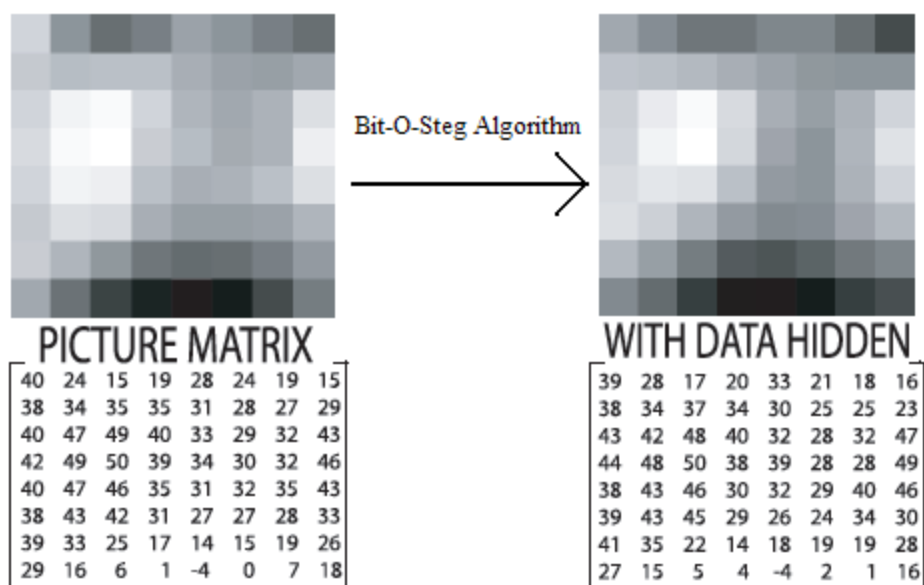 Bit-O-Steg Algorithm
PICTURE MATRIX
40 24 15 19 28 24 19 15
38 34 35 35 31 28 27 29
40 47 49 40 33 29 32 43
42 49 50 39 34 30 32 46
40 47 46 35 31 32 35 43
38 43 42 31 27 27 28 33
39 33 25 17 14 15 19 26
29 16 6 1 -4 0 7 18
WITH DATA HIDDEN
39 28 17 20 33 21 18 16
38 34 37 34 30 25 25 23
43 42 48 40 32 28 32 47
44 48 50 38 39 28 28 49
38 43 46 30 32 29 40 46
39 43 45 29 26 24 34 30
41 35 22 14 18 19 19 28
27 15 5 4 -4 2 1 16